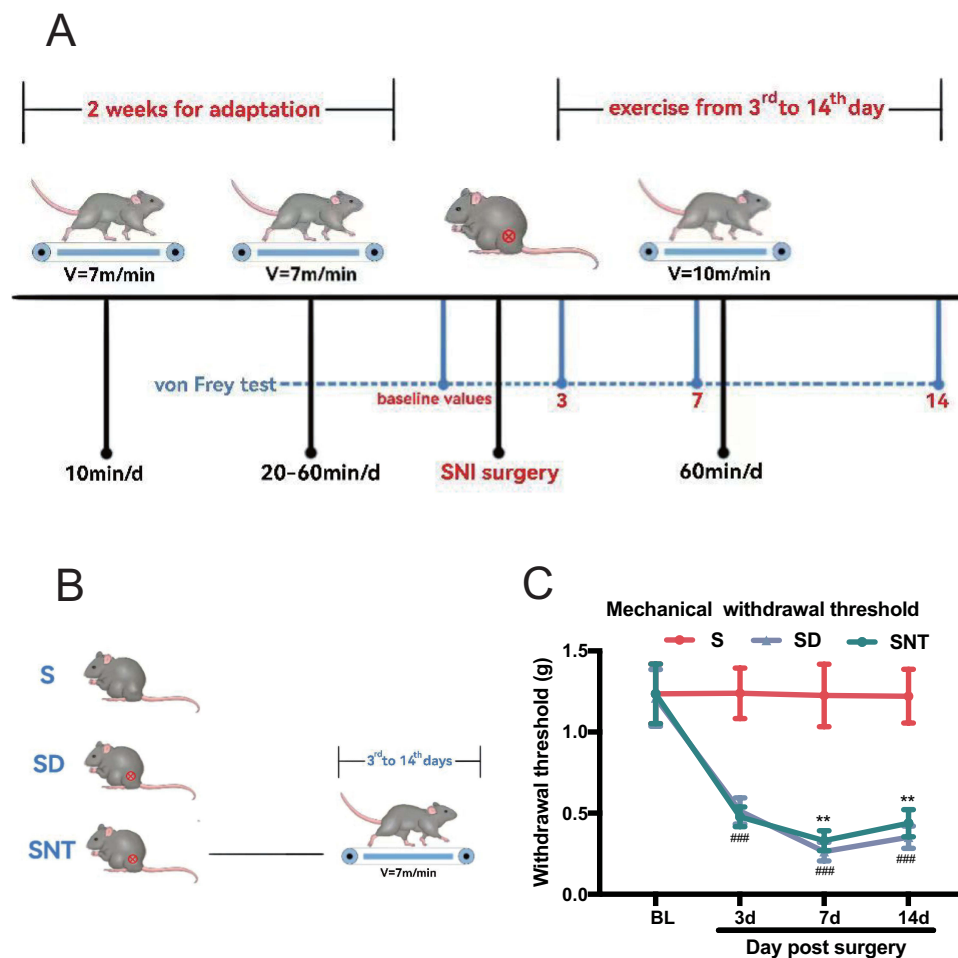 A
2 weeks for adaptation
exercise from 3rd to 14th day
V=7m/min
V=7m/min
V=10m/min
von Frey test
baseline values
3
7
14
10min/d
20-60min/d
SNI surgery
60min/d
B
S
SD
SNT
3rd to 14th days
V=7m/min
C
Mechanical withdrawal threshold
S SD SNT
Withdrawal threshold (g)
1.5
1.0
0.5
0.0
** **
### ### ###
BL 3d 7d 14d
Day post surgery